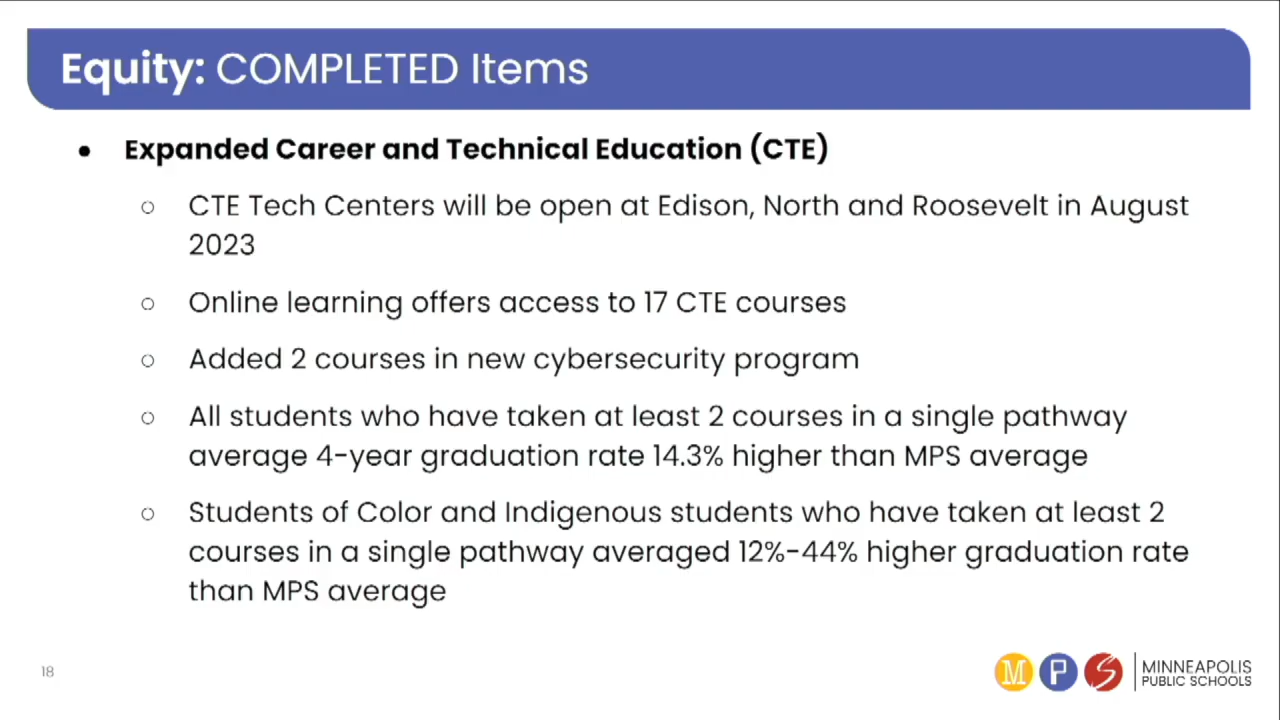 Equity: COMPLETED Items
● Expanded Career and Technical Education (CTE)
○ CTE Tech Centers will be open at Edison, North and Roosevelt in August
2023
○ Online learning offers access to 17 CTE courses
○ Added 2 courses in new cybersecurity program
○ All students who have taken at least 2 courses in a single pathway
average 4-year graduation rate 14.3% higher than MPS average
○ Students of Color and Indigenous students who have taken at least 2
courses in a single pathway averaged 12%-44% higher graduation rate
than MPS average
18
M P S MINNEAPOLIS
PUBLIC SCHOOLS